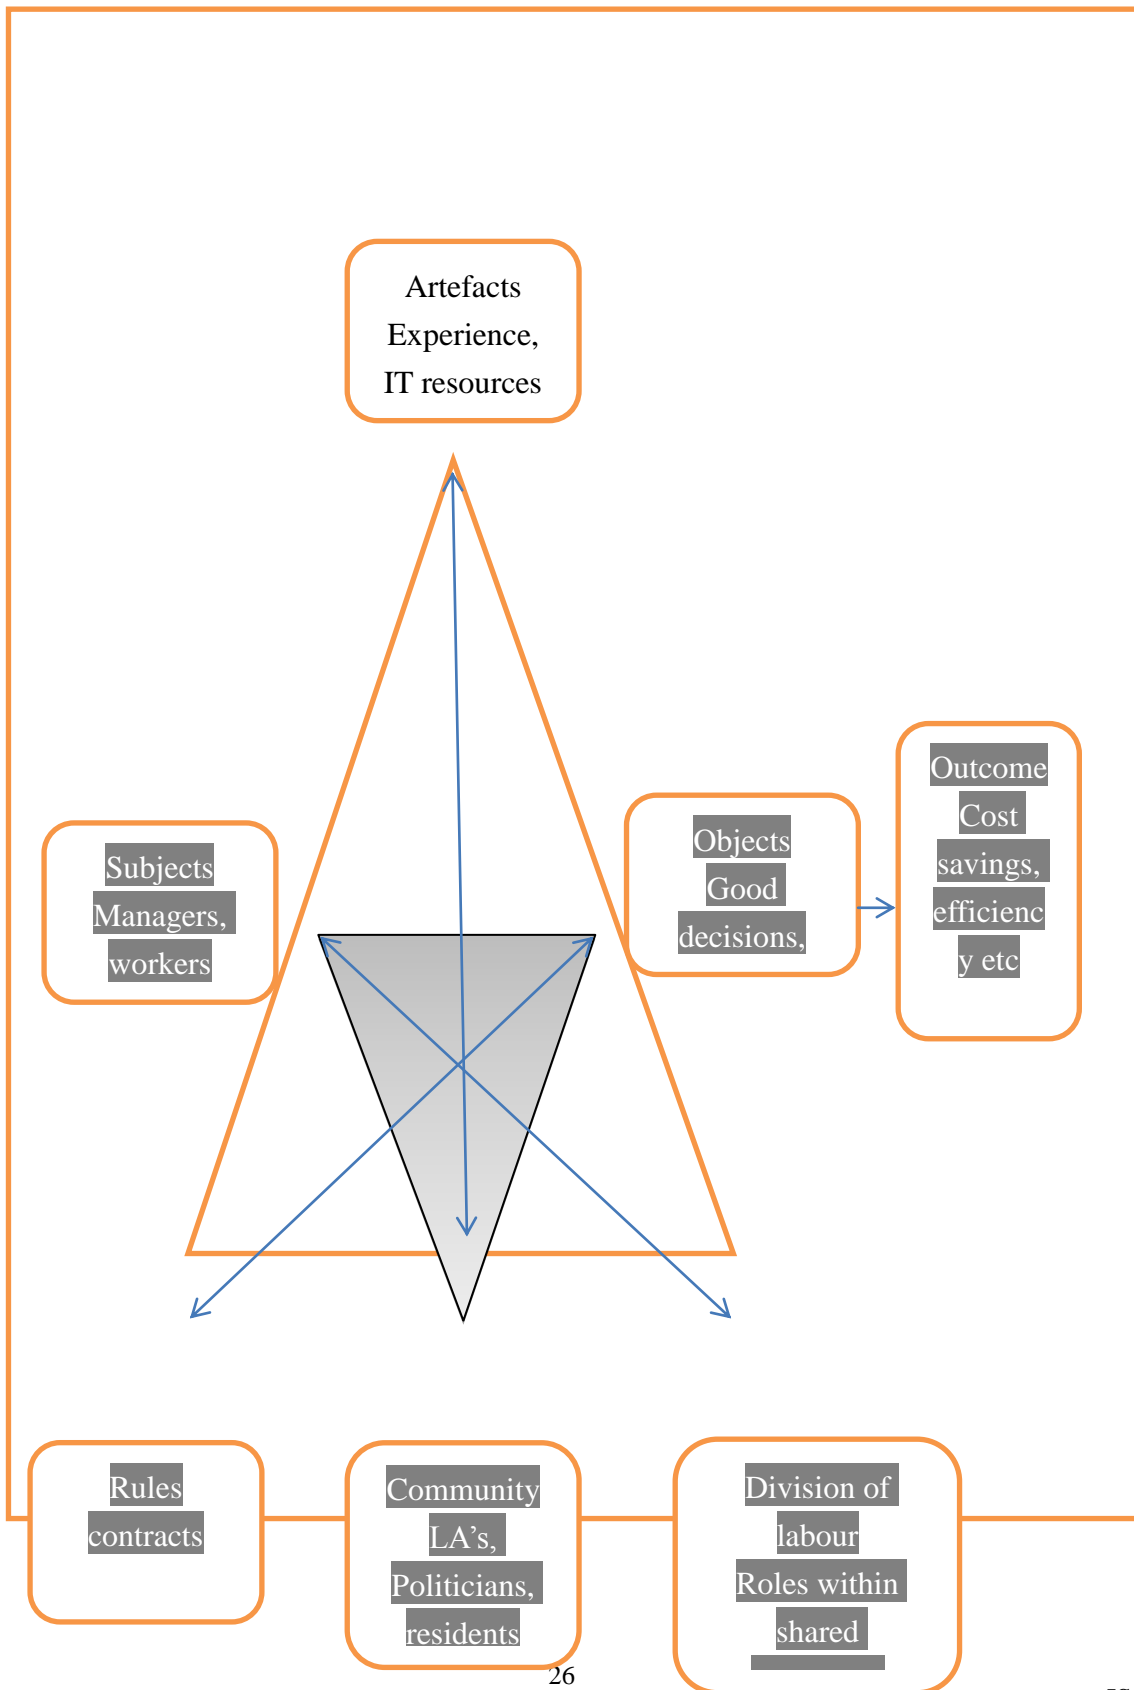 Artefacts
Experience,
IT resources
Outcome
Cost
savings,
efficienc
y etc
Objects
Good
decisions,
Subjects
Managers,
workers
Rules
contracts
Community
LA's,
Politicians,
residents
Division of
labour
Roles within
shared
26